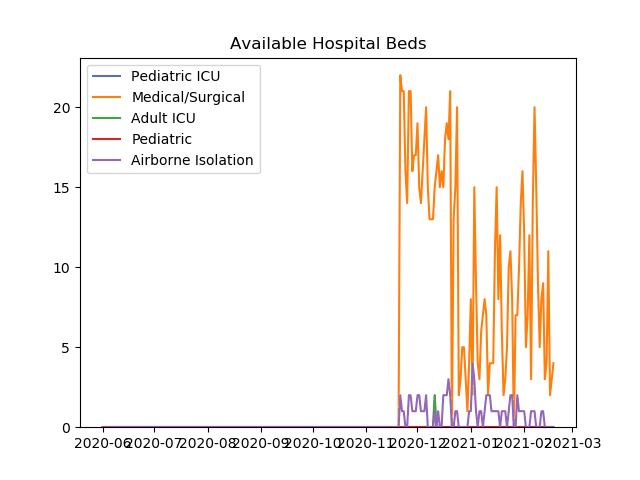 Available Hospital Beds
Pediatric ICU
Medical/Surgical
Adult ICU
Pediatric
Airborne Isolation
20
15
10
5
0
2020-06 2020-07 2020-08 2020-09 2020-10 2020-11 2020-12 2021-01 2021-02 2021-03